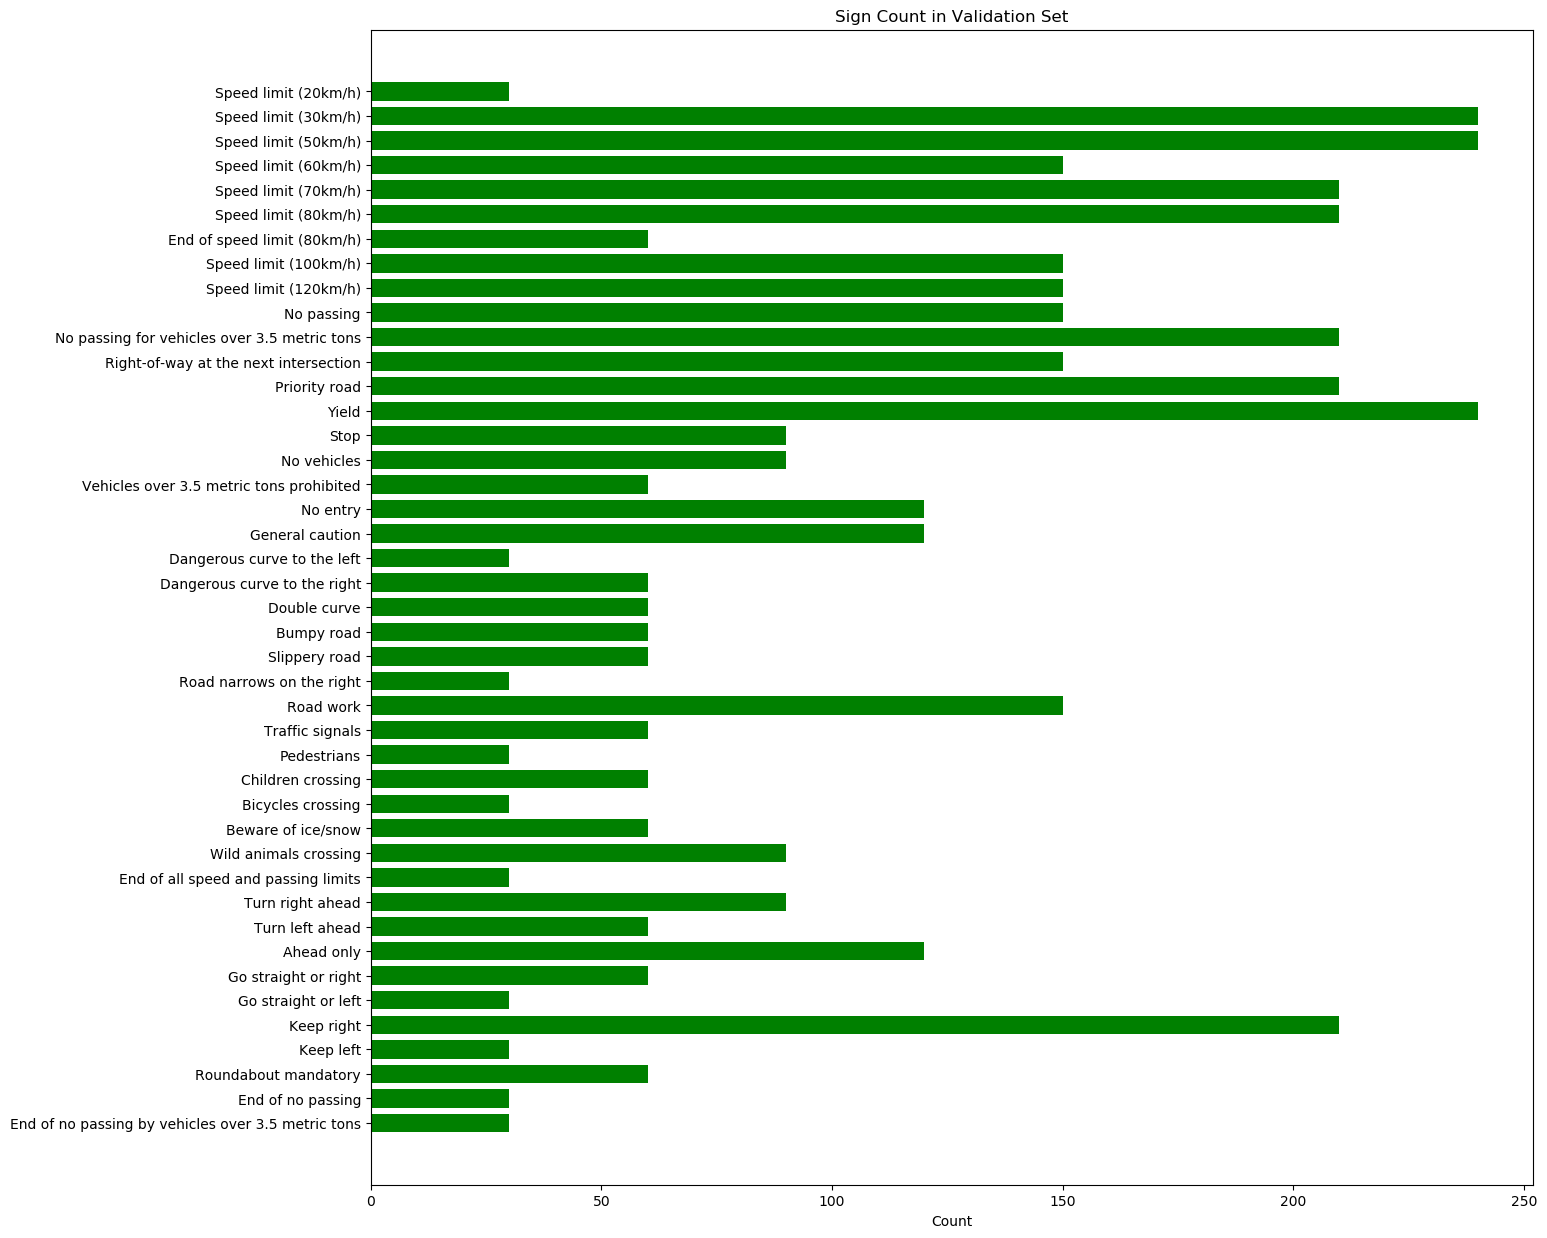 Sign Count in Validation Set
Speed limit (20km/h)
Speed limit (30km/h)
Speed limit (50km/h)
Speed limit (60km/h)
Speed limit (70km/h)
Speed limit (80km/h)
End of speed limit (80km/h)
Speed limit (100km/h)
Speed limit (120km/h)
No passing
No passing for vehicles over 3.5 metric tons
Right-of-way at the next intersection
Priority road
Yield
Stop
No vehicles
Vehicles over 3.5 metric tons prohibited
No entry
General caution
Dangerous curve to the left
Dangerous curve to the right
Double curve
Bumpy road
Slippery road
Road narrows on the right
Road work
Traffic signals
Pedestrians
Children crossing
Bicycles crossing
Beware of ice/snow
Wild animals crossing
End of all speed and passing limits
Turn right ahead
Turn left ahead
Ahead only
Go straight or right
Go straight or left
Keep right
Keep left
Roundabout mandatory
End of no passing
End of no passing by vehicles over 3.5 metric tons
0 50 100 150 200 250
Count